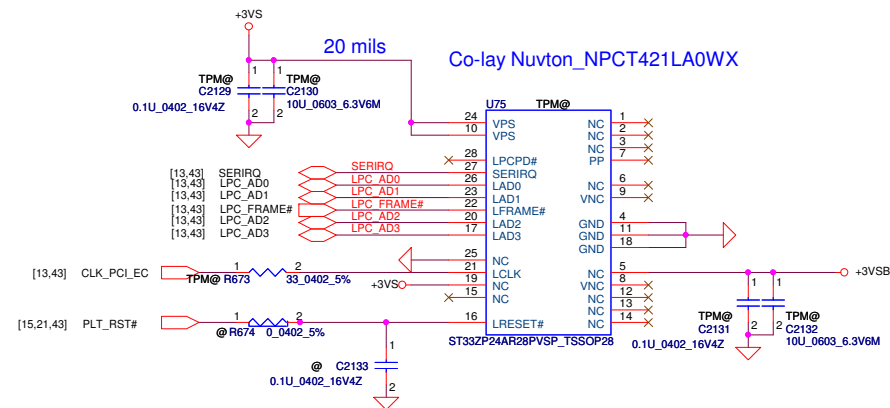 +3VS
20 mils
Co-lay Nuvton_NPCT421LA0WX
TPM@ 1 1 TPM@
C2129 C2130
0.1U_0402_16V4Z 2 2 10U_0603_6.3V6M
U75 TPM@
24 VPS NC 1
10 VPS NC 2
NC 3
28 LPCPD# PP 7
[13,43] SERIRQ SERIRQ 27 SERIRQ
[13,43] LPC_AD0 LPC_AD0 26 LAD0 NC 6
[13,43] LPC_AD1 LPC_AD1 23 LAD1 VNC 9
[13,43] LPC_FRAME# LPC_FRAME# 22 LFRAME#
[13,43] LPC_AD2 LPC_AD2 20 LAD2 GND 4
[13,43] LPC_AD3 LPC_AD3 17 LAD3 GND 11
GND 18
25 NC
[13,43] CLK_PCI_EC 1 2 21 LCLK NC 5 +3VSB
TPM@ R673 33_0402_5%
+3VS 19 NC VNC 8
15 NC NC 12
NC 13
[15,21,43] PLT_RST# 1 2 16 LRESET# NC 14
@ R674 0_0402_5%
ST33ZP24AR28PVSP_TSSOP28
1 1
TPM@ TPM@
C2131 C2132
0.1U_0402_16V4Z 2 2 10U_0603_6.3V6M
@ 1
C2133
0.1U_0402_16V4Z 2